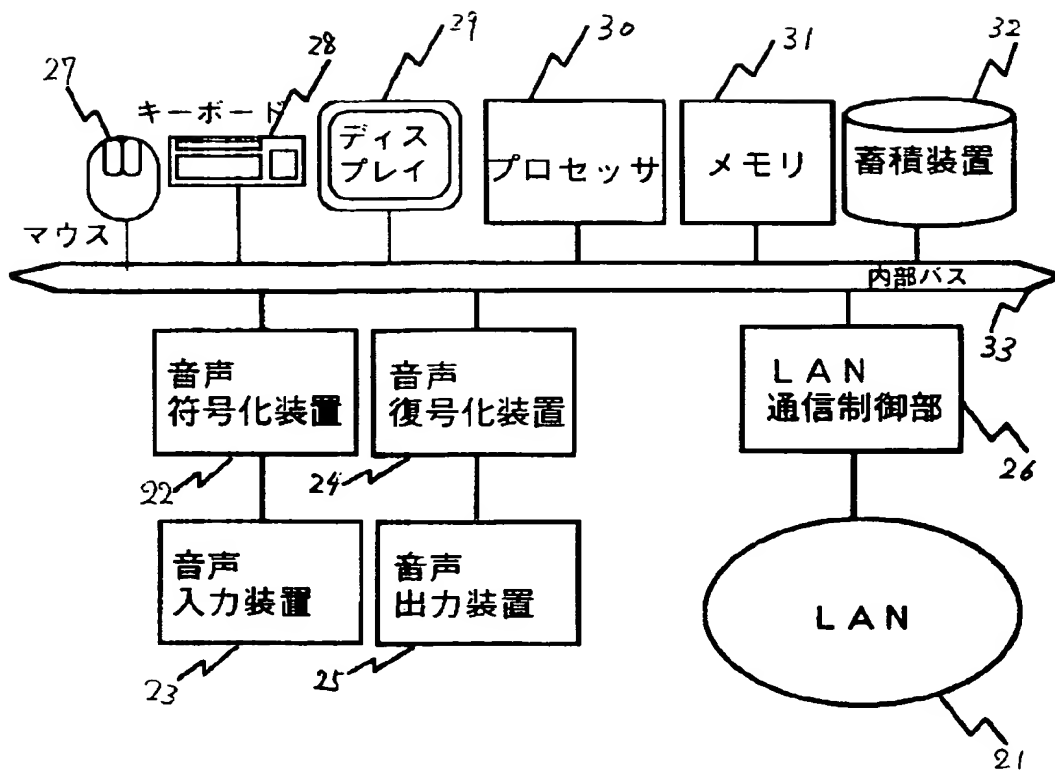 29
30
31
32
27
28
キーボード
ディス
プレイ
プロセッサ
メモリ
蓄積装置
マウス
内部バス
33
音声
符号化装置
音声
復号化装置
LAN
通信制御部
22
24
26
音声
入力装置
音声
出力装置
LAN
23
25
21